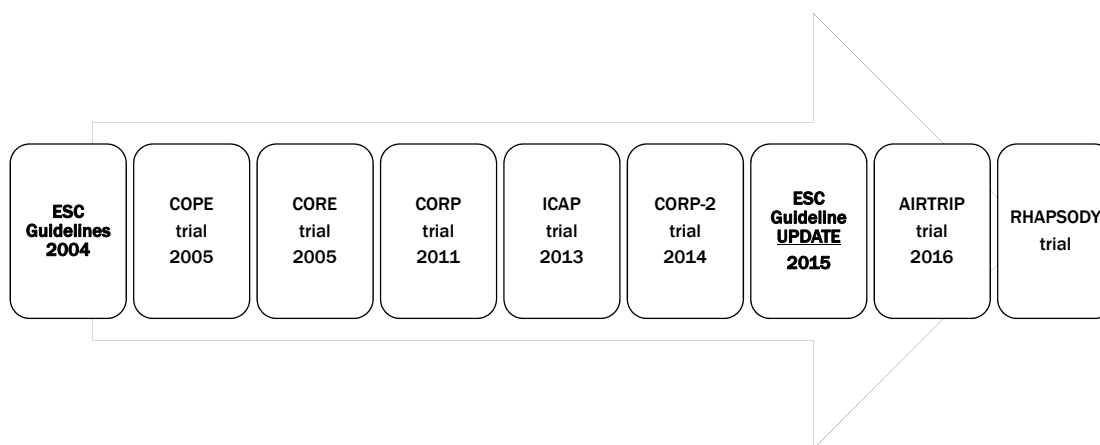 ESC
Guidelines
2004
COPE
trial
2005
CORE
trial
2005
CORP
trial
2011
ICAP
trial
2013
CORP-2
trial
2014
ESC
Guideline
UPDATE
2015
AIRTRIP
trial
2016
RHAPSODY
trial